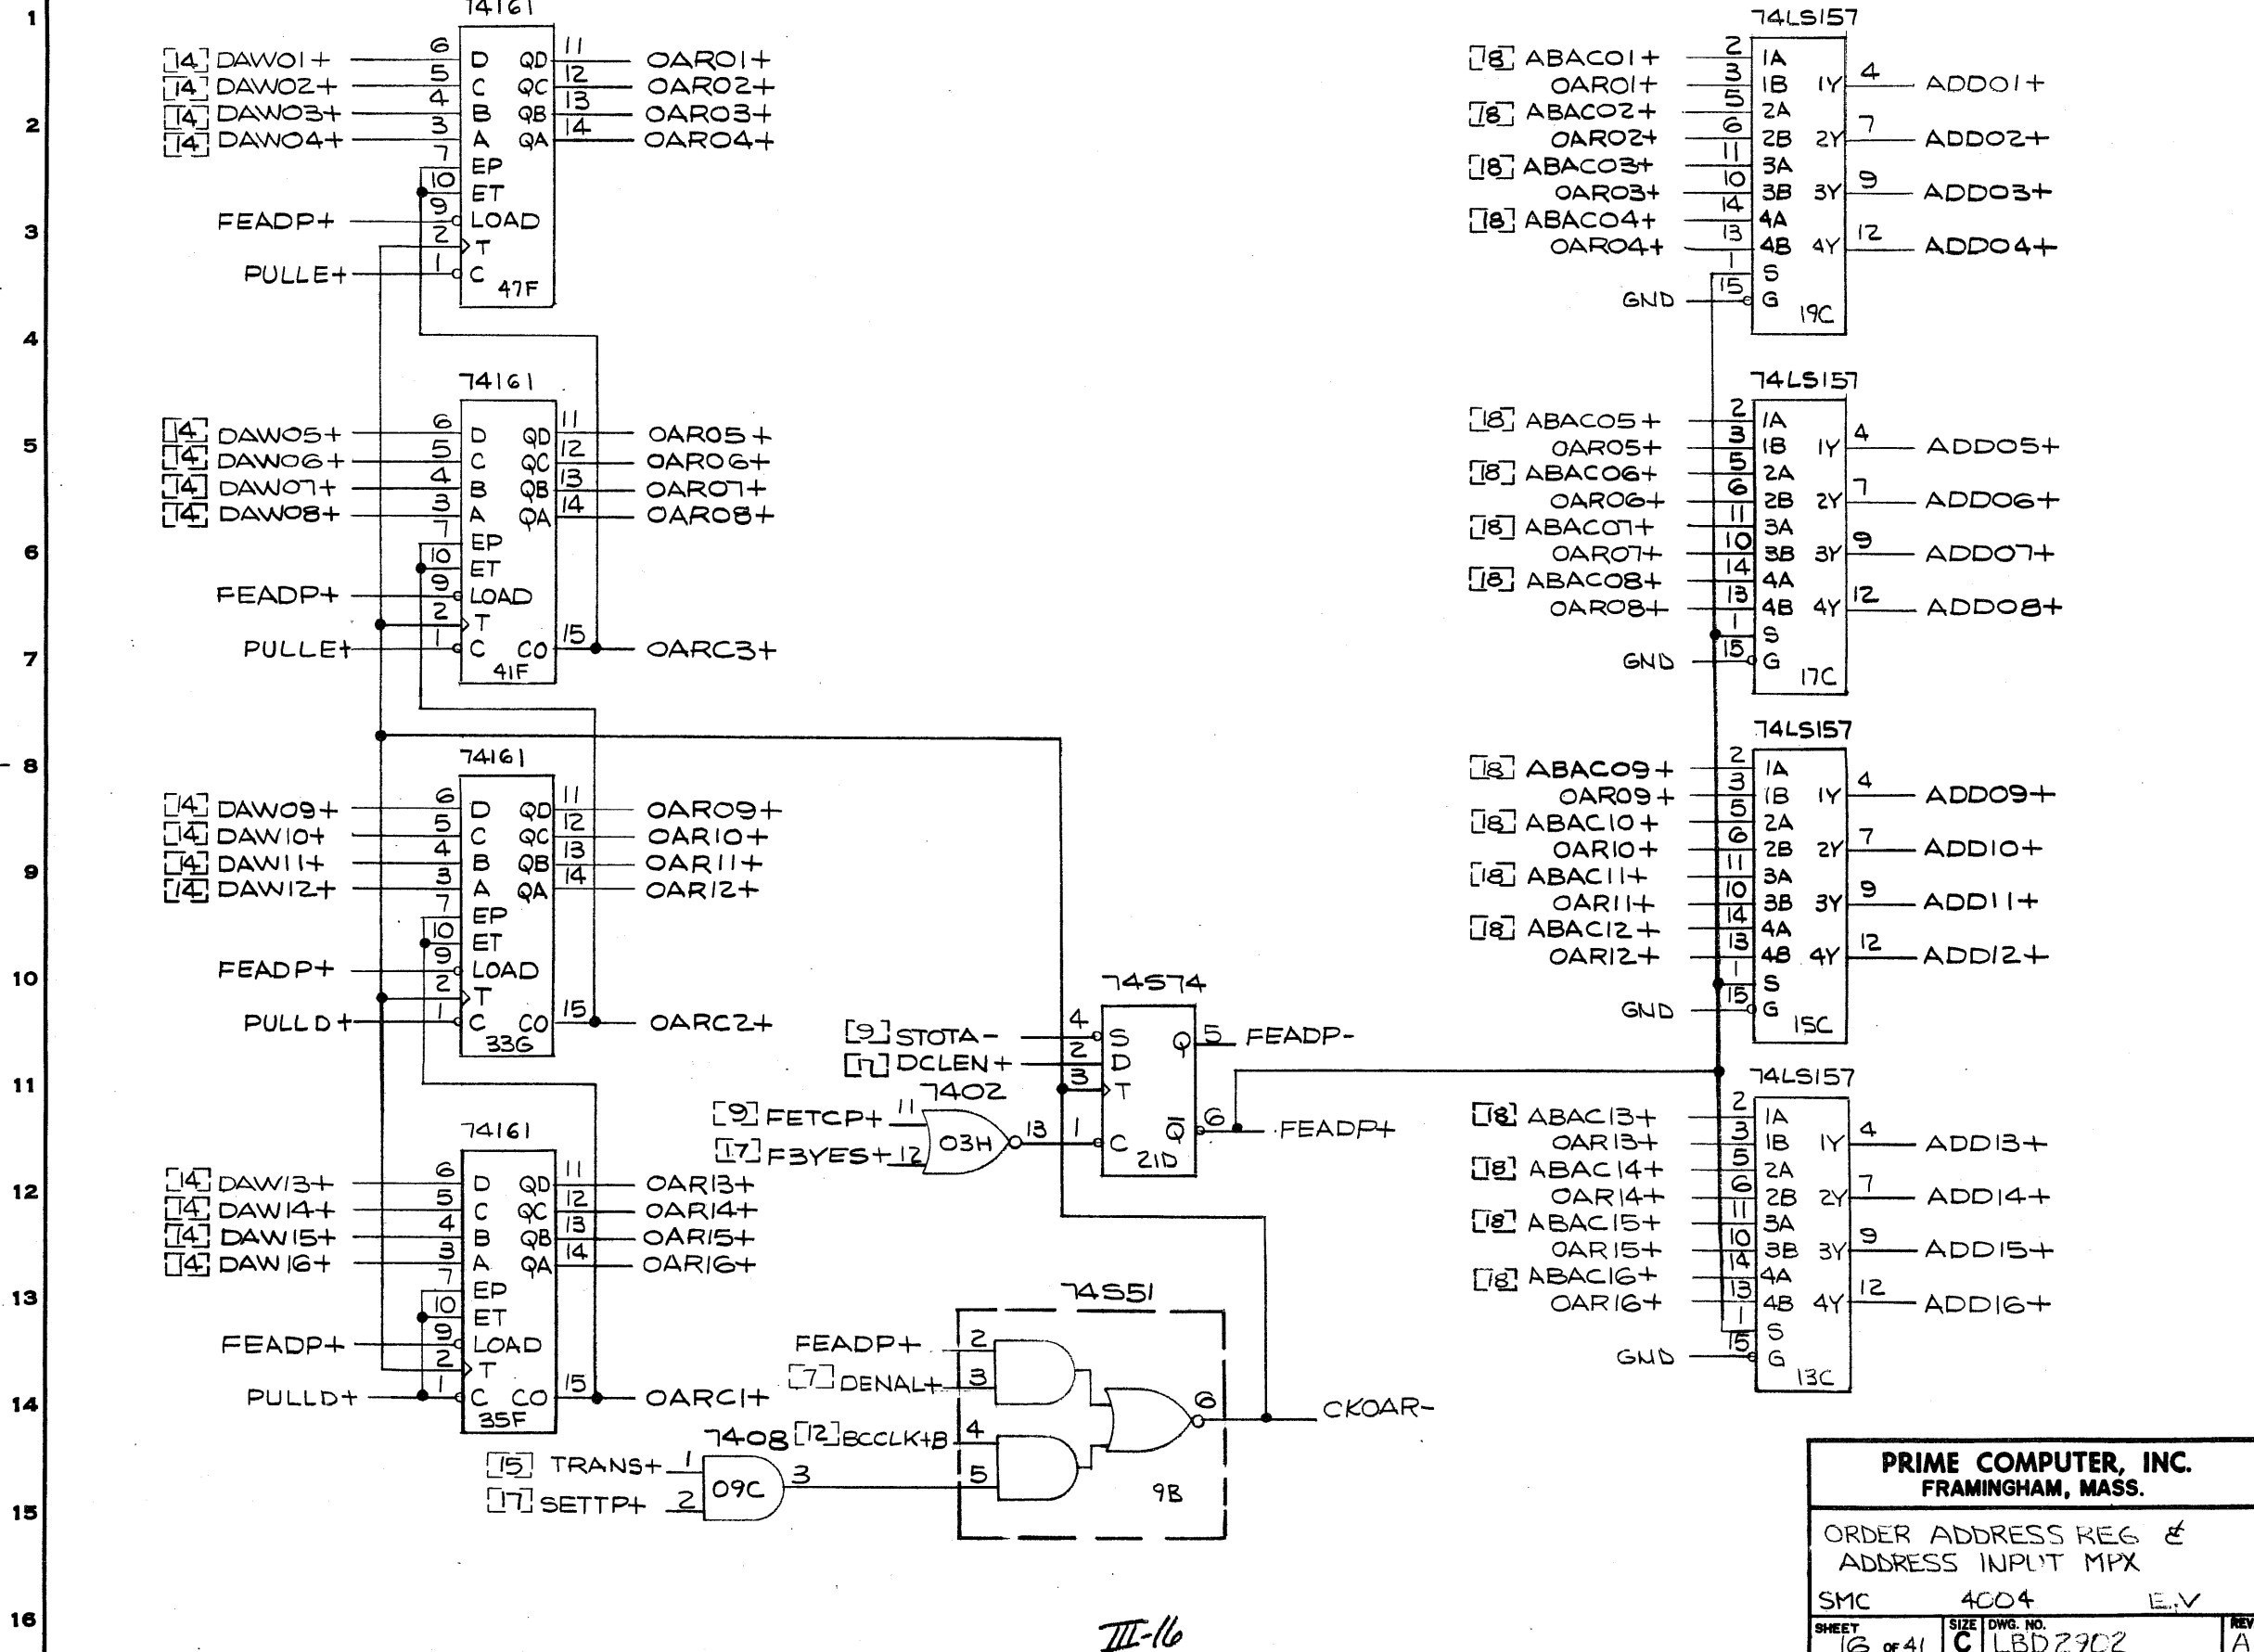 1
2
3
4
5
6
7
8
9
10
11
12
13
14
15
16
74161
[14] DAW01+ 6 D QD 11 OAR01+
[14] DAW02+ 5 C QC 12 OAR02+
[14] DAW03+ 4 B QB 13 OAR03+
[14] DAW04+ 3 A QA 14 OAR04+
7 EP
10 ET
FEADP+ 9 LOAD
2 T
PULLE+ 1 C
47F
74161
[14] DAW05+ 6 D QD 11 OAR05+
[14] DAW06+ 5 C QC 12 OAR06+
[14] DAW07+ 4 B QB 13 OAR07+
[14] DAW08+ 3 A QA 14 OAR08+
7 EP
10 ET
FEADP+ 9 LOAD
2 T
PULLE+ 1 C CO 15 OARC3+
41F
74161
[14] DAW09+ 6 D QD 11 OAR09+
[14] DAW10+ 5 C QC 12 OAR10+
[14] DAW11+ 4 B QB 13 OAR11+
[14] DAW12+ 3 A QA 14 OAR12+
7 EP
10 ET
FEADP+ 9 LOAD
2 T
PULLD+ 1 C CO 15 OARC2+
33G
74161
[14] DAW13+ 6 D QD 11 OAR13+
[14] DAW14+ 5 C QC 12 OAR14+
[14] DAW15+ 4 B QB 13 OAR15+
[14] DAW16+ 3 A QA 14 OAR16+
7 EP
10 ET
FEADP+ 9 LOAD
2 T
PULLD+ 1 C CO 15 OARC1+
35F
74S74
[9] STOTA- 4 S Q 5 FEADP-
DCLEN+ 2 D
3 T
7402
[9] FETCP+ 11
[17] F3YES+ 12 03H 13 1 C Q 6 FEADP+
21D
74S51
FEADP+ 2
[7] DENAL+ 3
6 CKOAR-
7408 [12] BCCLK+B 4
[15] TRANS+ 1
09C 3 5
[17] SETTP+ 2
9B
74LS157
[18] ABAC01+ 2 1A
OAR01+ 3 1B 1Y 4 ADD01+
[18] ABAC02+ 5 2A
OAR02+ 6 2B 2Y 7 ADD02+
[18] ABAC03+ 11 3A
OAR03+ 10 3B 3Y 9 ADD03+
[18] ABAC04+ 14 4A
OAR04+ 13 4B 4Y 12 ADD04+
1 S
GND 15 G
19C
74LS157
[18] ABAC05+ 2 1A
OAR05+ 3 1B 1Y 4 ADD05+
[18] ABAC06+ 5 2A
OAR06+ 6 2B 2Y 7 ADD06+
[18] ABAC07+ 11 3A
OAR07+ 10 3B 3Y 9 ADD07+
[18] ABAC08+ 14 4A
OAR08+ 13 4B 4Y 12 ADD08+
1 S
GND 15 G
17C
74LS157
[18] ABAC09+ 2 1A
OAR09+ 3 1B 1Y 4 ADD09+
[18] ABAC10+ 5 2A
OAR10+ 6 2B 2Y 7 ADD10+
[18] ABAC11+ 11 3A
OAR11+ 10 3B 3Y 9 ADD11+
[18] ABAC12+ 14 4A
OAR12+ 13 4B 4Y 12 ADD12+
1 S
GND 15 G
15C
74LS157
[18] ABAC13+ 2 1A
OAR13+ 3 1B 1Y 4 ADD13+
[18] ABAC14+ 5 2A
OAR14+ 6 2B 2Y 7 ADD14+
[18] ABAC15+ 11 3A
OAR15+ 10 3B 3Y 9 ADD15+
[18] ABAC16+ 14 4A
OAR16+ 13 4B 4Y 12 ADD16+
1 S
GND 15 G
13C
III-16
PRIME COMPUTER, INC.
FRAMINGHAM, MASS.
ORDER ADDRESS REG &
ADDRESS INPUT MPX
SMC 4004 E.V
SHEET 16 OF 41 SIZE C DWG. NO. LBD2902 REV A